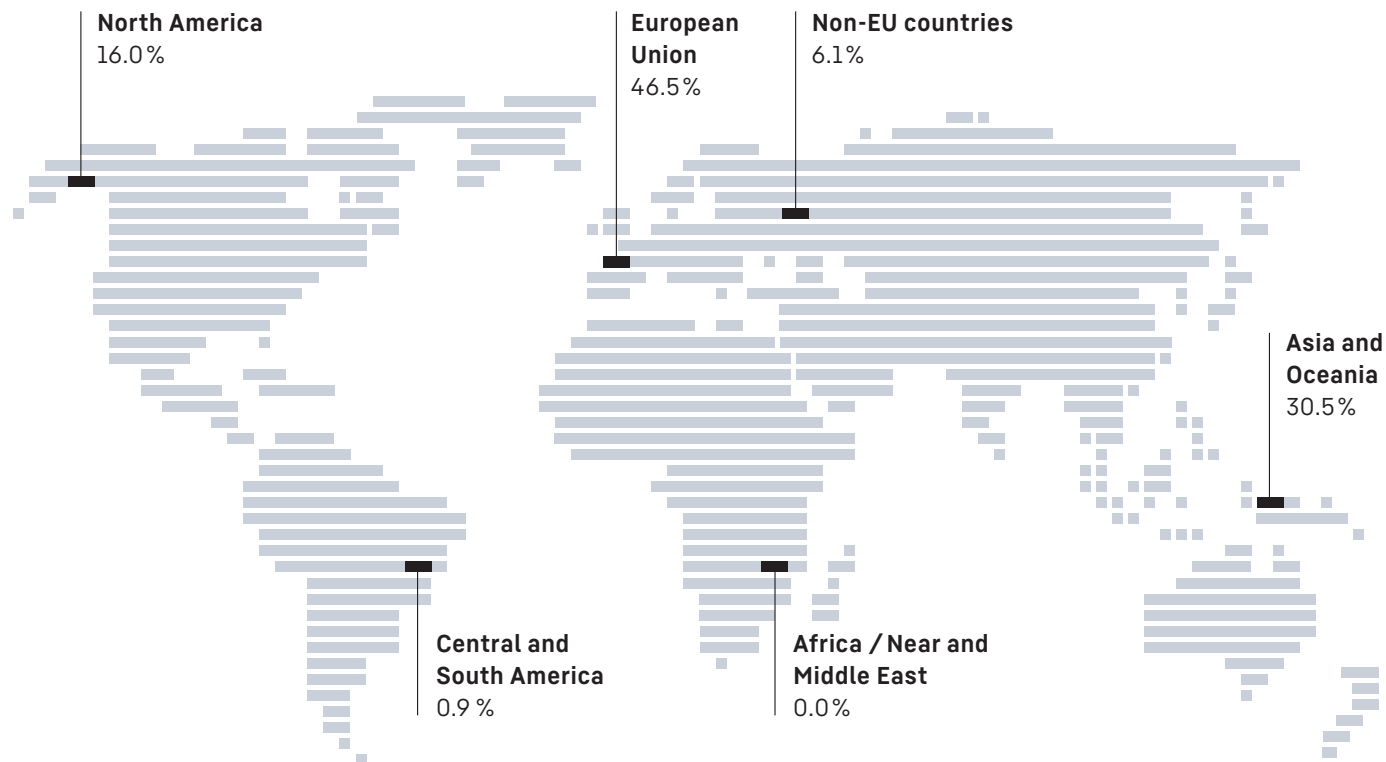 North America
16.0 %
European
Union
46.5 %
Non-EU countries
6.1 %
Asia and
Oceania
30.5 %
Central and
South America
0.9 %
Africa / Near and
Middle East
0.0 %